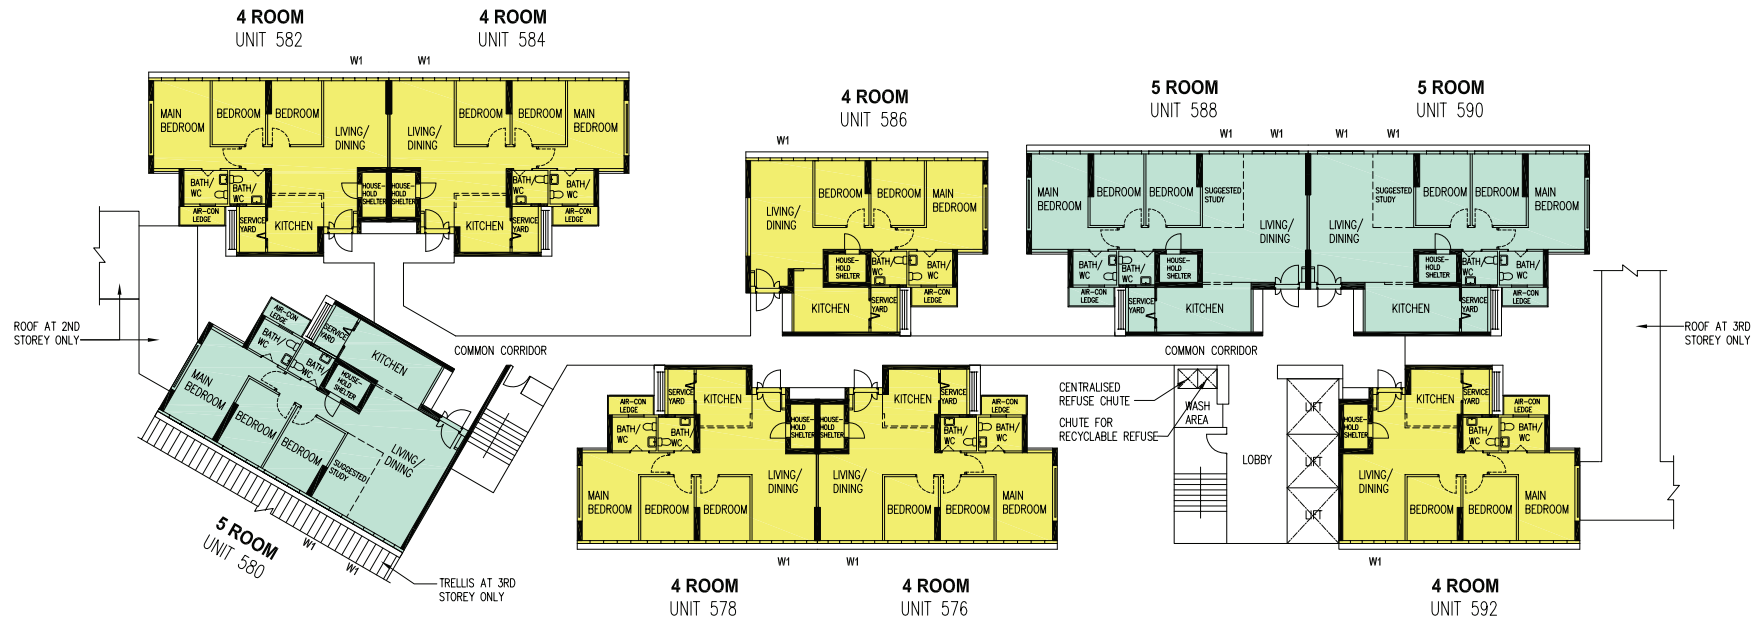 4 ROOM
UNIT 582
4 ROOM
UNIT 584
W1
W1
MAIN
BEDROOM
BEDROOM
BEDROOM
LIVING/
DINING
LIVING/
DINING
BEDROOM
BEDROOM
MAIN
BEDROOM
BATH/
WC
BATH/
WC
HOUSE-
HOLD
SHELTER
HOUSE-
HOLD
SHELTER
BATH/
WC
BATH/
WC
AIR-CON
LEDGE
SERVICE
YARD
KITCHEN
KITCHEN
SERVICE
YARD
AIR-CON
LEDGE
4 ROOM
UNIT 586
W1
LIVING/
DINING
BEDROOM
BEDROOM
MAIN
BEDROOM
HOUSE-
HOLD
SHELTER
BATH/
WC
BATH/
WC
KITCHEN
SERVICE
YARD
AIR-CON
LEDGE
5 ROOM
UNIT 588
5 ROOM
UNIT 590
W1
W1
W1
W1
MAIN
BEDROOM
BEDROOM
BEDROOM
SUGGESTED
STUDY
LIVING/
DINING
BATH/
WC
BATH/
WC
HOUSE-
HOLD
SHELTER
AIR-CON
LEDGE
SERVICE
YARD
KITCHEN
SUGGESTED
STUDY
BEDROOM
BEDROOM
MAIN
BEDROOM
LIVING/
DINING
HOUSE-
HOLD
SHELTER
BATH/
WC
BATH/
WC
KITCHEN
SERVICE
YARD
AIR-CON
LEDGE
ROOF AT 2ND
STOREY ONLY
ROOF AT 3RD
STOREY ONLY
COMMON CORRIDOR
COMMON CORRIDOR
AIR-CON
LEDGE
SERVICE
YARD
BATH/
WC
BATH/
WC
KITCHEN
HOUSE-
HOLD
SHELTER
MAIN
BEDROOM
BEDROOM
BEDROOM
SUGGESTED
STUDY
LIVING/
DINING
5 ROOM
UNIT 580
W1
W1
TRELLIS AT 3RD
STOREY ONLY
AIR-CON
LEDGE
SERVICE
YARD
KITCHEN
BATH/
WC
BATH/
WC
HOUSE-
HOLD
SHELTER
HOUSE-
HOLD
SHELTER
KITCHEN
SERVICE
YARD
AIR-CON
LEDGE
BATH/
WC
BATH/
WC
MAIN
BEDROOM
BEDROOM
BEDROOM
LIVING/
DINING
LIVING/
DINING
BEDROOM
BEDROOM
MAIN
BEDROOM
W1
W1
4 ROOM
UNIT 578
4 ROOM
UNIT 576
CENTRALISED
REFUSE CHUTE
CHUTE FOR
RECYCLABLE REFUSE
WASH
AREA
LOBBY
LIFT
LIFT
LIFT
KITCHEN
SERVICE
YARD
AIR-CON
LEDGE
HOUSE-
HOLD
SHELTER
BATH/
WC
BATH/
WC
LIVING/
DINING
BEDROOM
BEDROOM
MAIN
BEDROOM
W1
4 ROOM
UNIT 592